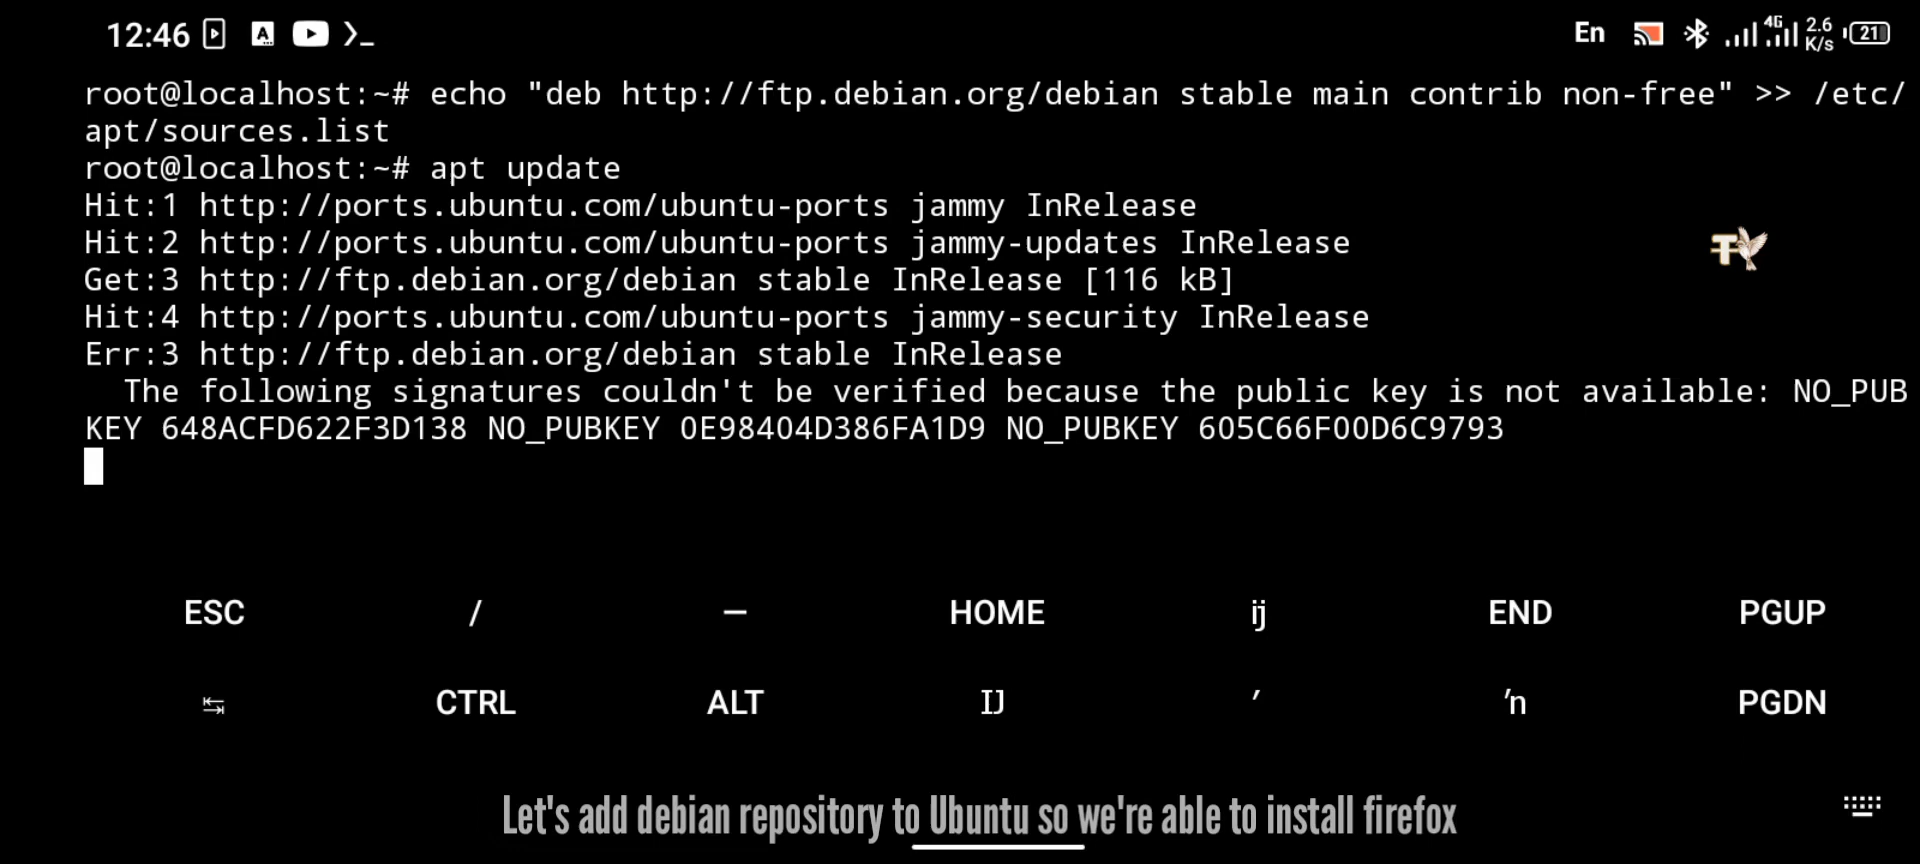 12:46 En 4G 2.6 K/s 21
root@localhost:~# echo "deb http://ftp.debian.org/debian stable main contrib non-free" >> /etc/
apt/sources.list
root@localhost:~# apt update
Hit:1 http://ports.ubuntu.com/ubuntu-ports jammy InRelease
Hit:2 http://ports.ubuntu.com/ubuntu-ports jammy-updates InRelease
Get:3 http://ftp.debian.org/debian stable InRelease [116 kB]
Hit:4 http://ports.ubuntu.com/ubuntu-ports jammy-security InRelease
Err:3 http://ftp.debian.org/debian stable InRelease
  The following signatures couldn't be verified because the public key is not available: NO_PUB
KEY 648ACFD622F3D138 NO_PUBKEY 0E98404D386FA1D9 NO_PUBKEY 605C66F00D6C9793
ESC / — HOME ĳ END PGUP
↹ CTRL ALT Ĳ ′ ŉ PGDN
Let's add debian repository to Ubuntu so we're able to install firefox